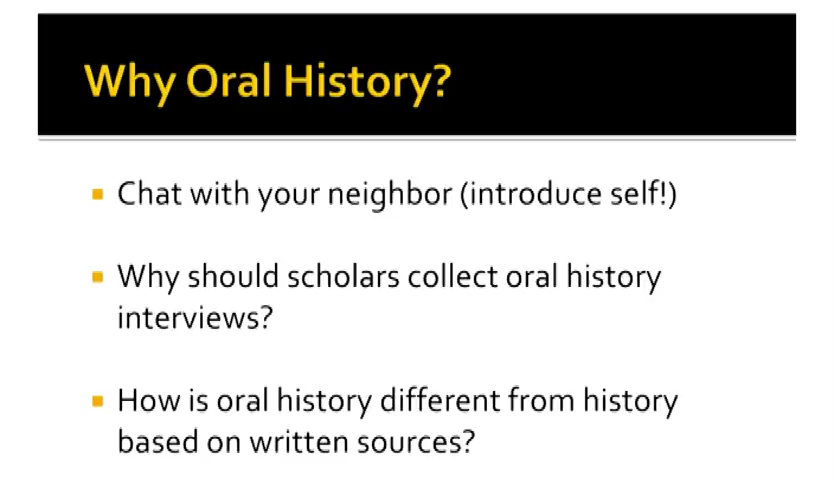 Why Oral History?
Chat with your neighbor (introduce self!)
Why should scholars collect oral history
interviews?
How is oral history different from history
based on written sources?